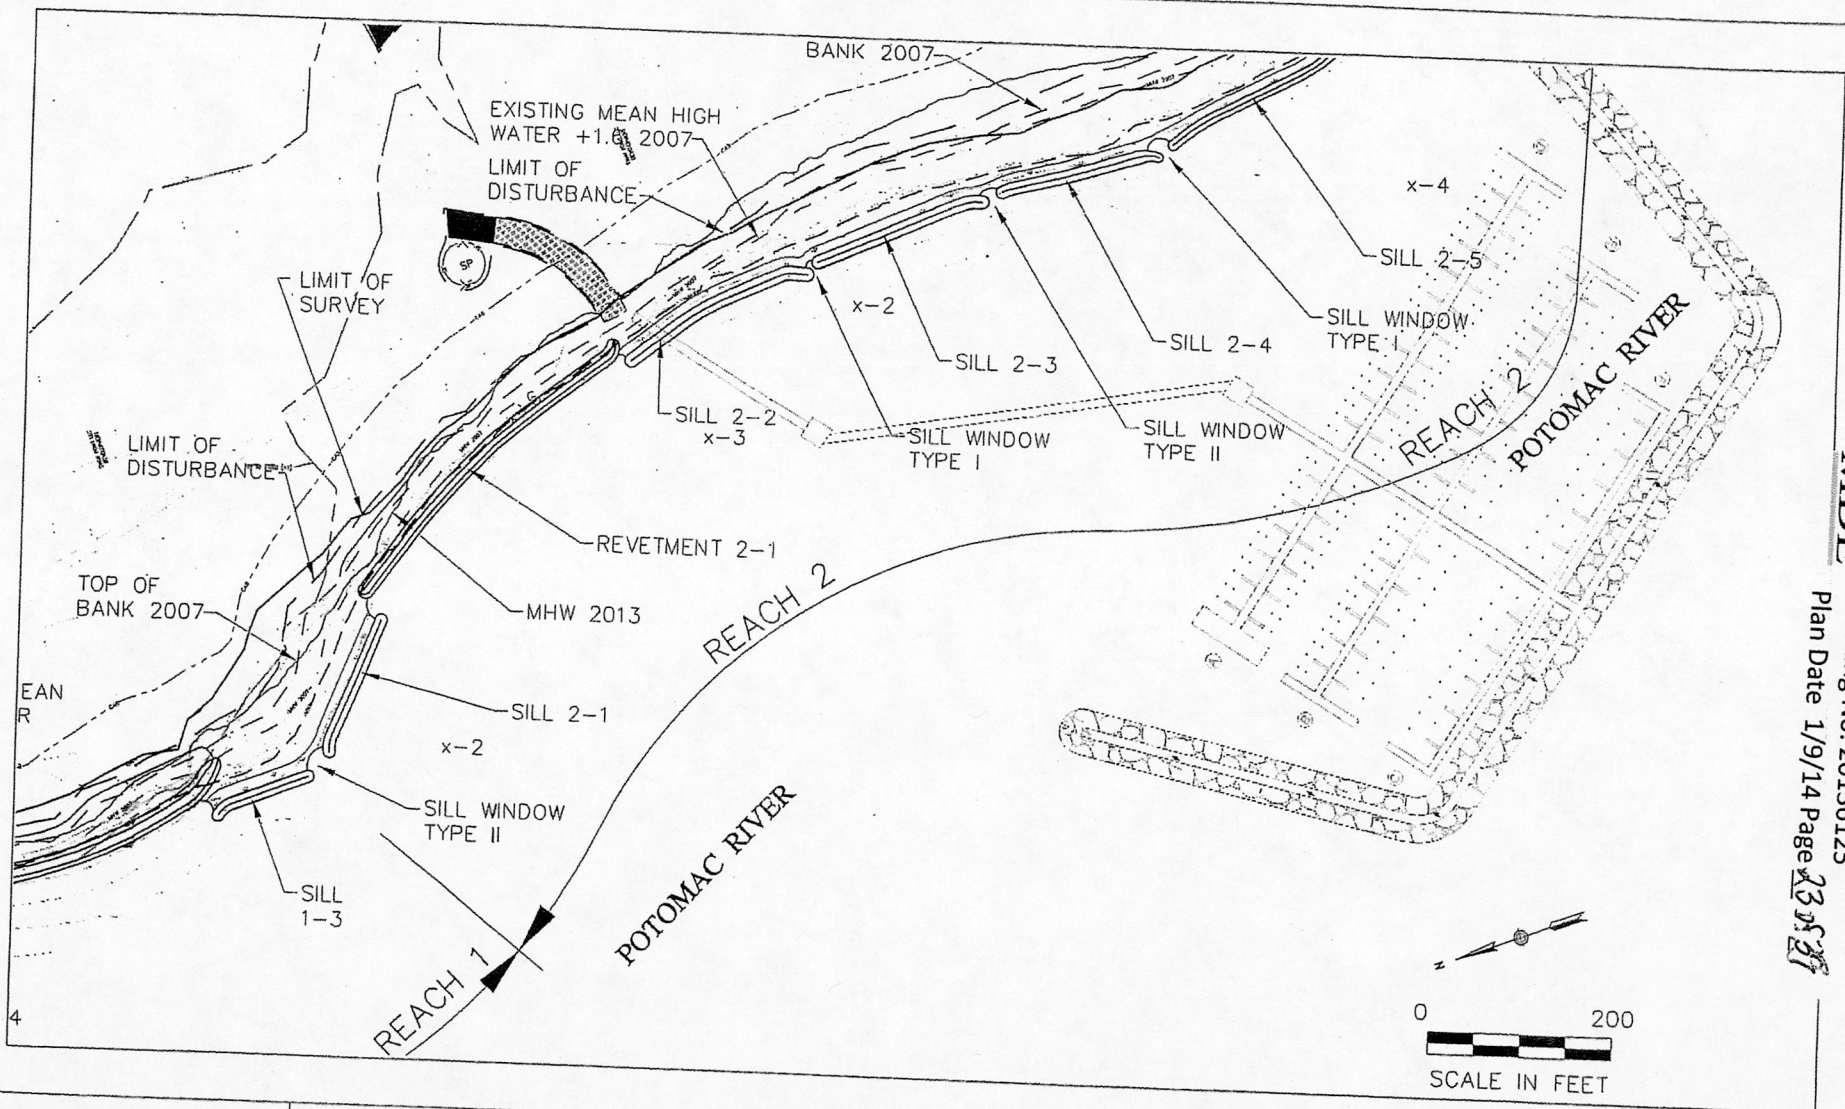 BANK 2007
EXISTING MEAN HIGH
WATER +1.6 2007
LIMIT OF
DISTURBANCE
x-4
SP
LIMIT OF
SURVEY
SILL 2-5
x-2
SILL WINDOW
TYPE I
SILL 2-4
SILL 2-3
SILL 2-2
x-3
SILL WINDOW
TYPE I
SILL WINDOW
TYPE II
REACH 2
POTOMAC RIVER
LIMIT OF
DISTURBANCE
REVETMENT 2-1
TOP OF
BANK 2007
MHW 2013
REACH 2
EAN
R
SILL 2-1
x-2
SILL WINDOW
TYPE II
POTOMAC RIVER
SILL
1-3
REACH 1
N
4
0 200
SCALE IN FEET
Plan Date 1/9/14 Page